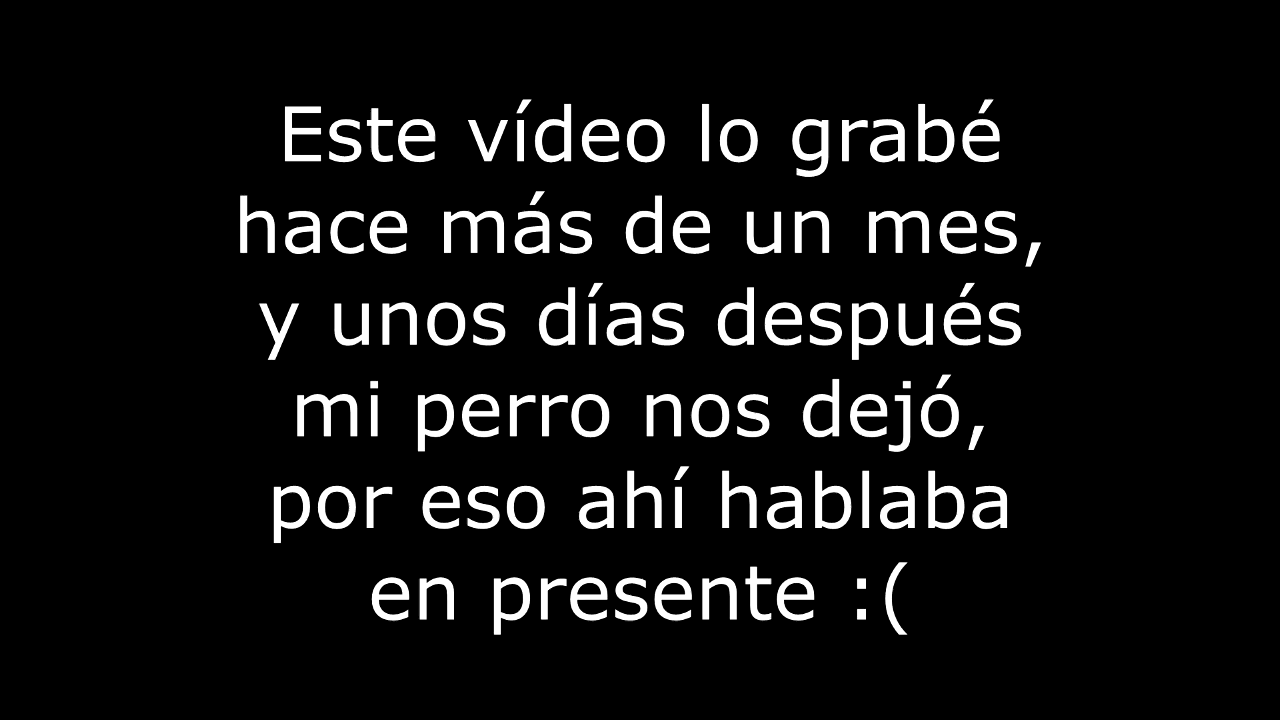 Este vídeo lo grabé
hace más de un mes,
y unos días después
mi perro nos dejó,
por eso ahí hablaba
en presente :(